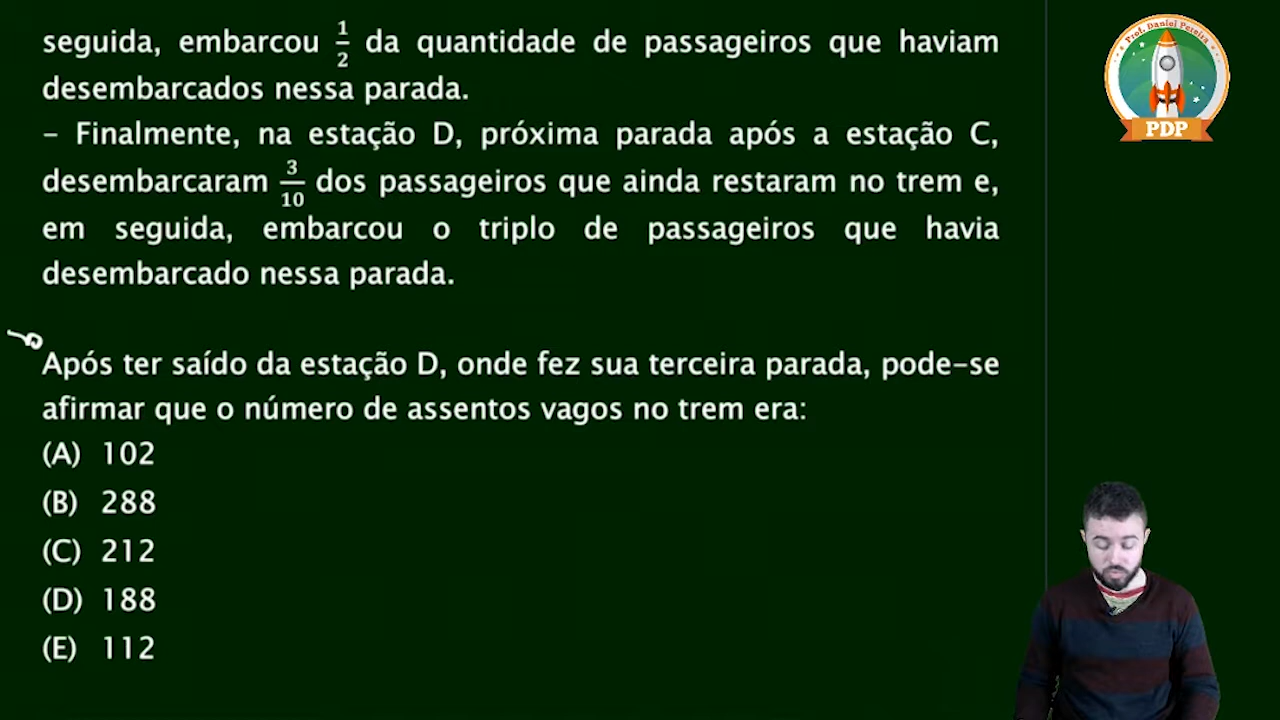 seguida, embarcou 1/2 da quantidade de passageiros que haviam
desembarcados nessa parada.
– Finalmente, na estação D, próxima parada após a estação C,
desembarcaram 3/10 dos passageiros que ainda restaram no trem e,
em seguida, embarcou o triplo de passageiros que havia
desembarcado nessa parada.
Após ter saído da estação D, onde fez sua terceira parada, pode-se
afirmar que o número de assentos vagos no trem era:
(A) 102
(B) 288
(C) 212
(D) 188
(E) 112
Prof. Daniel Pereira
PDP